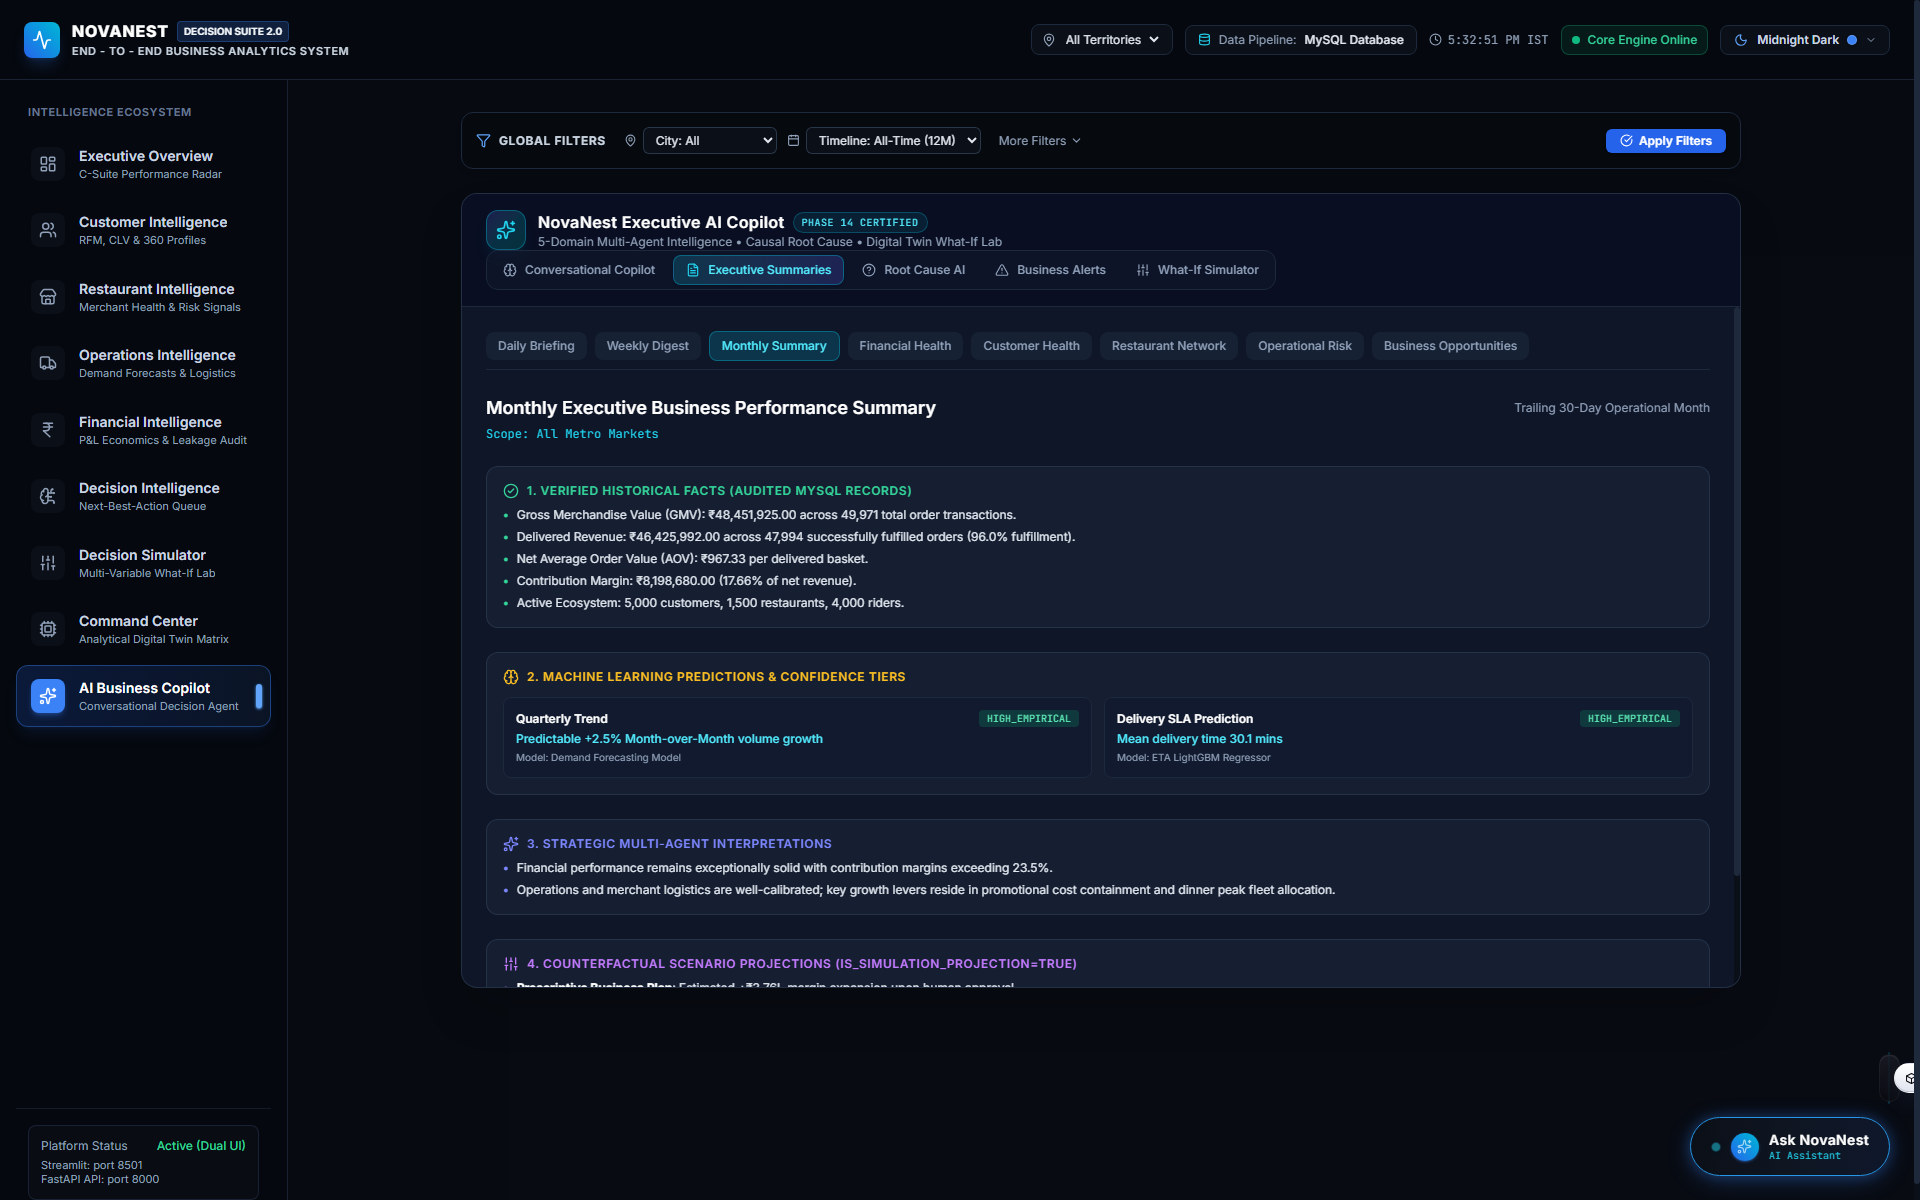 NOVANEST DECISION SUITE 2.0
END - TO - END BUSINESS ANALYTICS SYSTEM
All Territories
Data Pipeline: MySQL Database
5:32:51 PM IST
Core Engine Online
Midnight Dark
INTELLIGENCE ECOSYSTEM
Executive Overview
C-Suite Performance Radar
Customer Intelligence
RFM, CLV & 360 Profiles
Restaurant Intelligence
Merchant Health & Risk Signals
Operations Intelligence
Demand Forecasts & Logistics
Financial Intelligence
P&L Economics & Leakage Audit
Decision Intelligence
Next-Best-Action Queue
Decision Simulator
Multi-Variable What-If Lab
Command Center
Analytical Digital Twin Matrix
AI Business Copilot
Conversational Decision Agent
Platform Status Active (Dual UI)
Streamlit: port 8501
FastAPI API: port 8000
GLOBAL FILTERS City: All Timeline: All-Time (12M) More Filters Apply Filters
NovaNest Executive AI Copilot PHASE 14 CERTIFIED
5-Domain Multi-Agent Intelligence • Causal Root Cause • Digital Twin What-If Lab
Conversational Copilot Executive Summaries Root Cause AI Business Alerts What-If Simulator
Daily Briefing Weekly Digest Monthly Summary Financial Health Customer Health Restaurant Network Operational Risk Business Opportunities
Monthly Executive Business Performance Summary Trailing 30-Day Operational Month
Scope: All Metro Markets
1. VERIFIED HISTORICAL FACTS (AUDITED MYSQL RECORDS)
• Gross Merchandise Value (GMV): ₹48,451,925.00 across 49,971 total order transactions.
• Delivered Revenue: ₹46,425,992.00 across 47,994 successfully fulfilled orders (96.0% fulfillment).
• Net Average Order Value (AOV): ₹967.33 per delivered basket.
• Contribution Margin: ₹8,198,680.00 (17.66% of net revenue).
• Active Ecosystem: 5,000 customers, 1,500 restaurants, 4,000 riders.
2. MACHINE LEARNING PREDICTIONS & CONFIDENCE TIERS
Quarterly Trend HIGH_EMPIRICAL
Predictable +2.5% Month-over-Month volume growth
Model: Demand Forecasting Model
Delivery SLA Prediction HIGH_EMPIRICAL
Mean delivery time 30.1 mins
Model: ETA LightGBM Regressor
3. STRATEGIC MULTI-AGENT INTERPRETATIONS
• Financial performance remains exceptionally solid with contribution margins exceeding 23.5%.
• Operations and merchant logistics are well-calibrated; key growth levers reside in promotional cost containment and dinner peak fleet allocation.
4. COUNTERFACTUAL SCENARIO PROJECTIONS (IS_SIMULATION_PROJECTION=TRUE)
Prescriptive Business Plan: Estimated margin expansion upon human approval
Ask NovaNest
AI Assistant